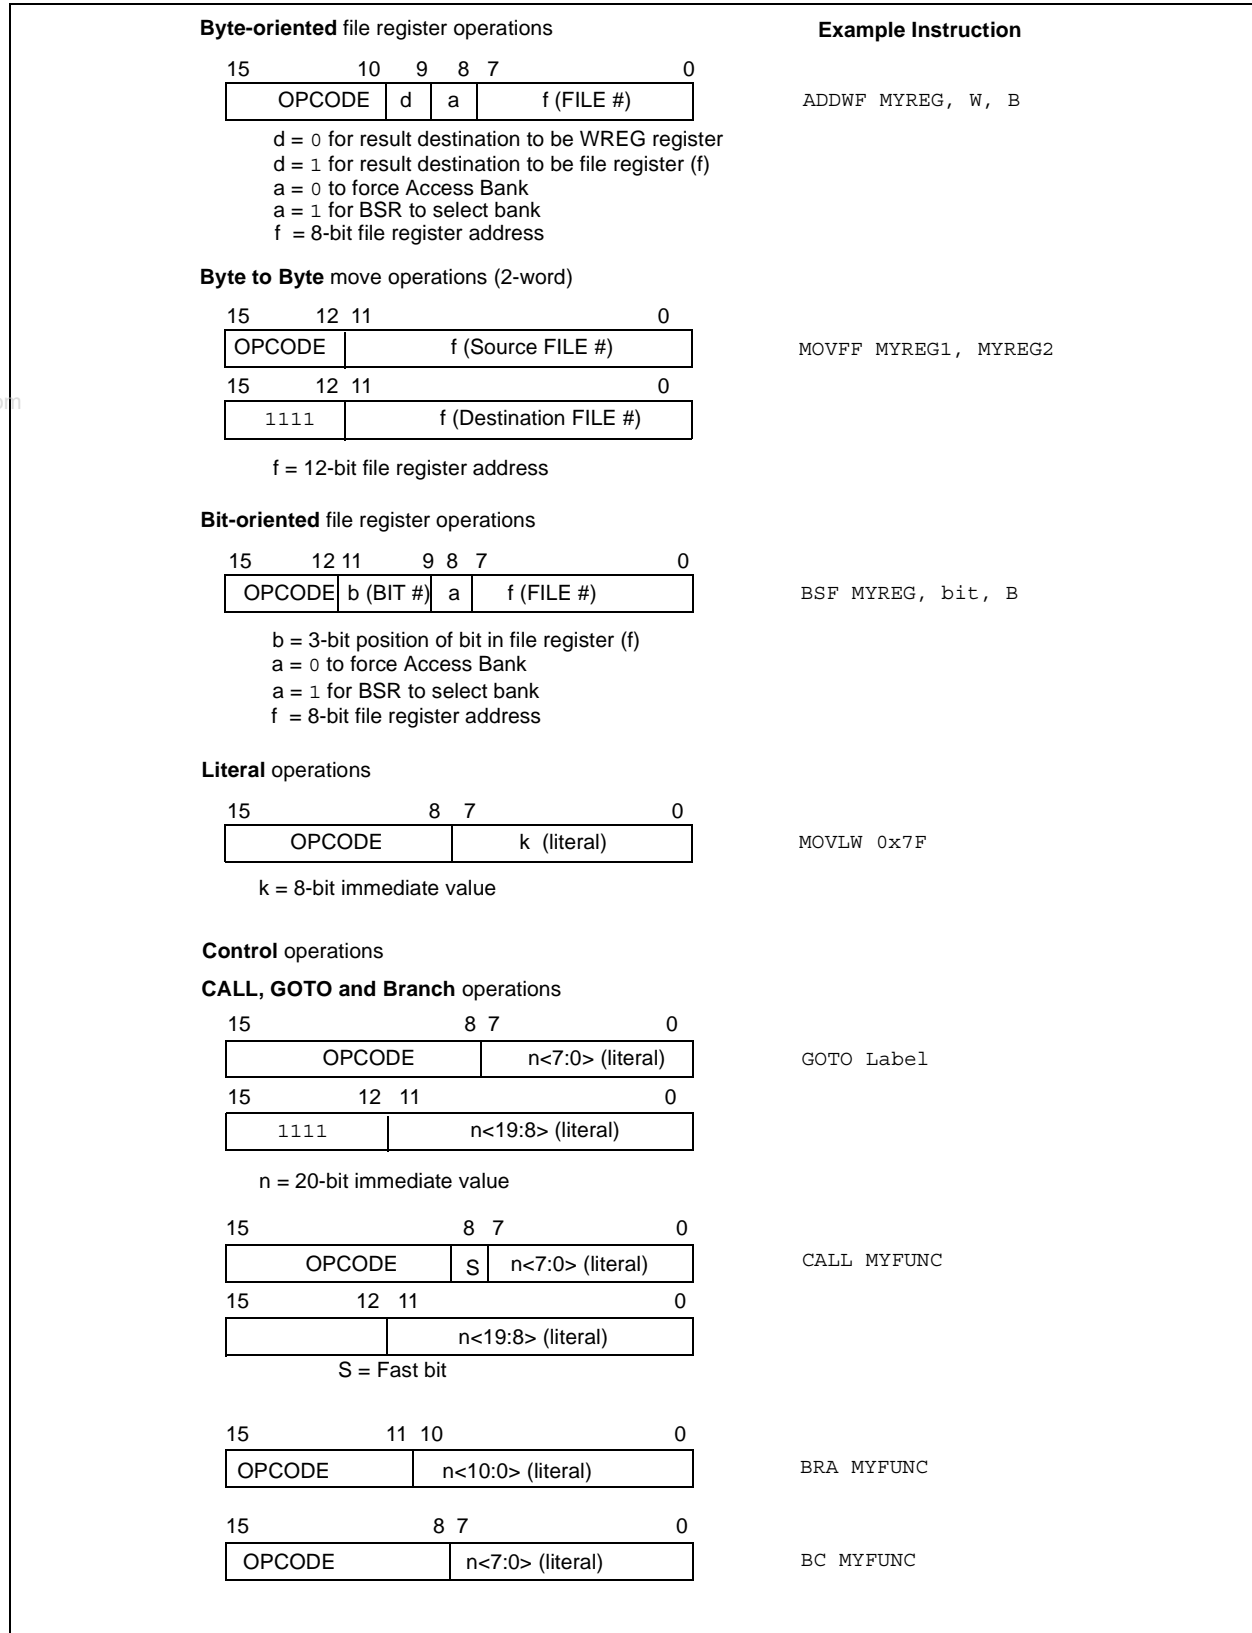 Byte-oriented file register operations
Example Instruction
15 10 9 8 7 0
OPCODE d a f (FILE #)
ADDWF MYREG, W, B
d = 0 for result destination to be WREG register
d = 1 for result destination to be file register (f)
a = 0 to force Access Bank
a = 1 for BSR to select bank
f = 8-bit file register address
Byte to Byte move operations (2-word)
15 12 11 0
OPCODE f (Source FILE #)
MOVFF MYREG1, MYREG2
15 12 11 0
om
1111 f (Destination FILE #)
f = 12-bit file register address
Bit-oriented file register operations
15 12 11 9 8 7 0
OPCODE b (BIT #) a f (FILE #)
BSF MYREG, bit, B
b = 3-bit position of bit in file register (f)
a = 0 to force Access Bank
a = 1 for BSR to select bank
f = 8-bit file register address
Literal operations
15 8 7 0
OPCODE k (literal)
MOVLW 0x7F
k = 8-bit immediate value
Control operations
CALL, GOTO and Branch operations
15 8 7 0
OPCODE n<7:0> (literal)
GOTO Label
15 12 11 0
1111 n<19:8> (literal)
n = 20-bit immediate value
15 8 7 0
OPCODE S n<7:0> (literal)
CALL MYFUNC
15 12 11 0
n<19:8> (literal)
S = Fast bit
15 11 10 0
OPCODE n<10:0> (literal)
BRA MYFUNC
15 8 7 0
OPCODE n<7:0> (literal)
BC MYFUNC